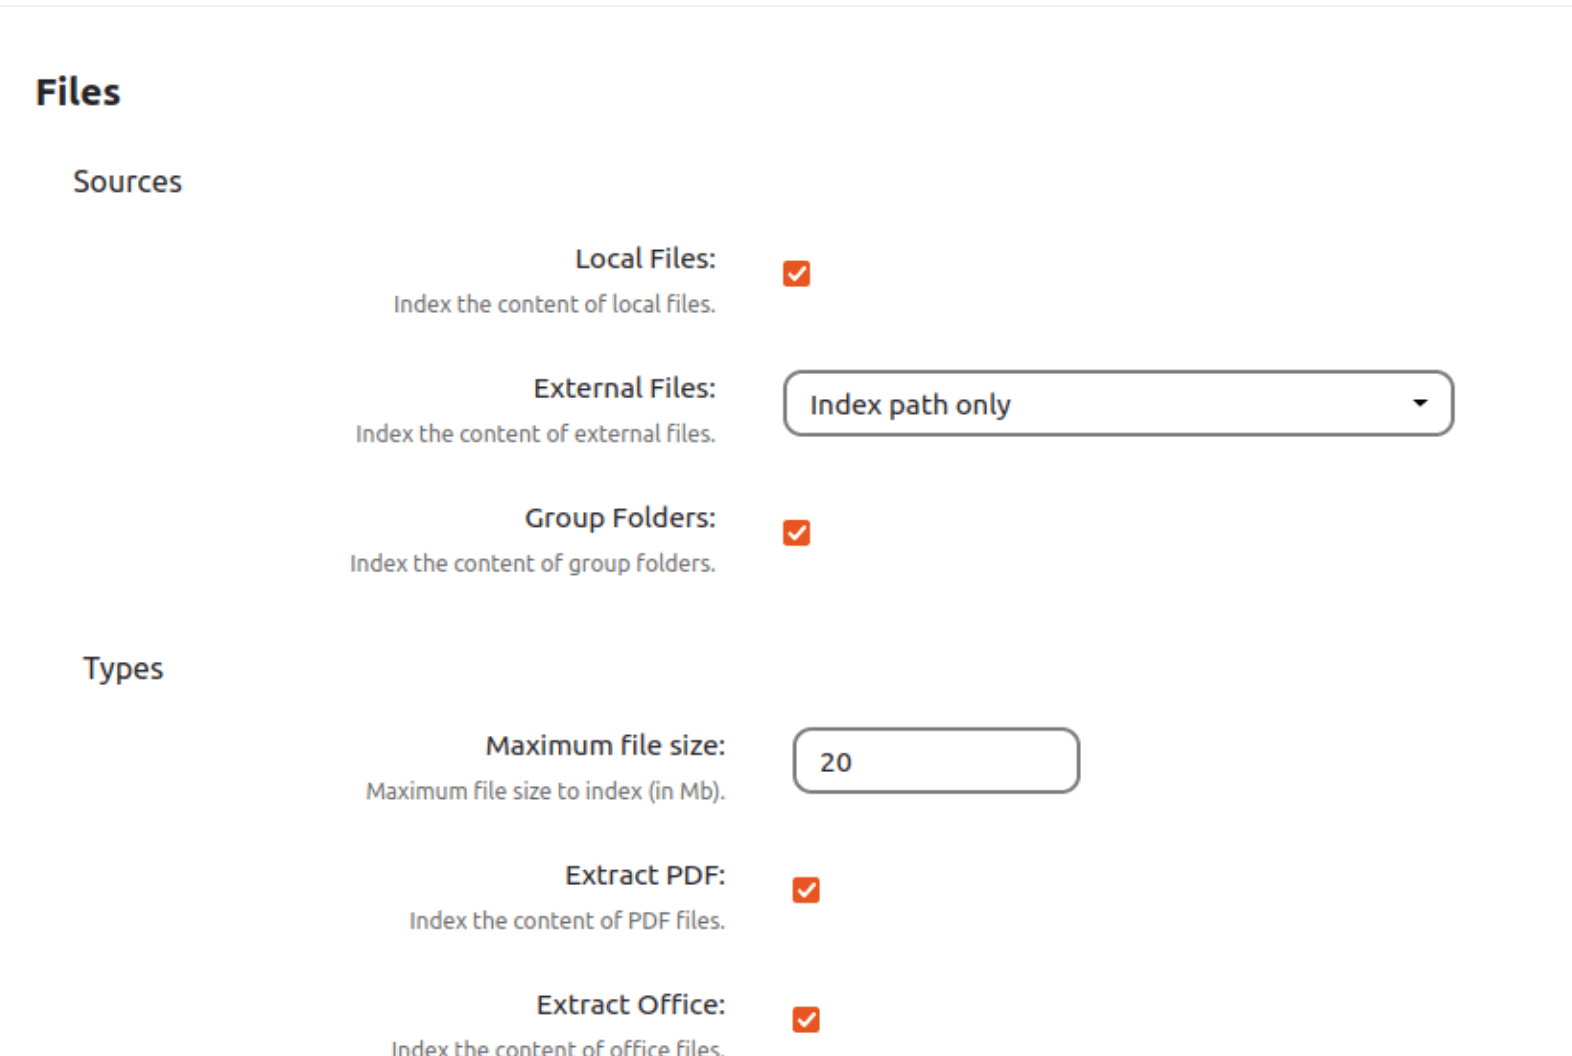 Files
Sources
Local Files:
Index the content of local files.
External Files:
Index path only
Index the content of external files.
Group Folders:
Index the content of group folders.
Types
Maximum file size:
20
Maximum file size to index (in Mb).
Extract PDF:
Index the content of PDF files.
Extract Office:
Index the content of office files.